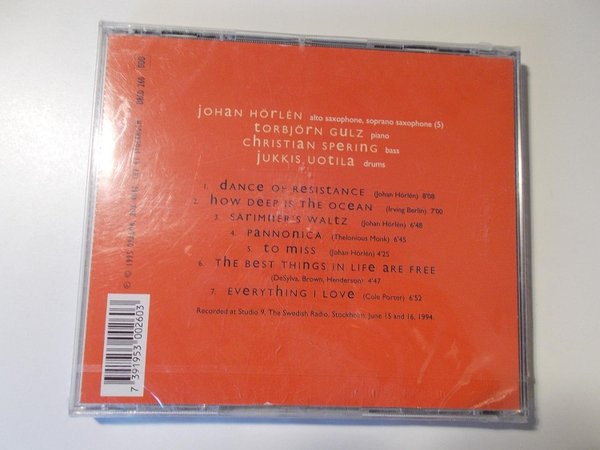 Johan Hörlén alto saxophone, soprano saxophone (5)
Torbjörn Gulz piano
Christian Spering bass
Jukkis Uotila drums
1. Dance of Resistance (Johan Hörlén) 8'08
2. How Deep Is the Ocean (Irving Berlin) 7'00
3. Särimner's Waltz (Johan Hörlén) 6'48
4. Pannonica (Thelonious Monk) 6'45
5. To Miss (Johan Hörlén) 4'25
6. The Best Things in Life Are Free
(DeSylva, Brown, Henderson) 4'47
7. Everything I Love (Cole Porter) 6'52
Recorded at Studio 9, The Swedish Radio, Stockholm, June 15 and 16, 1994.
7 391953 002603
℗ © 1995